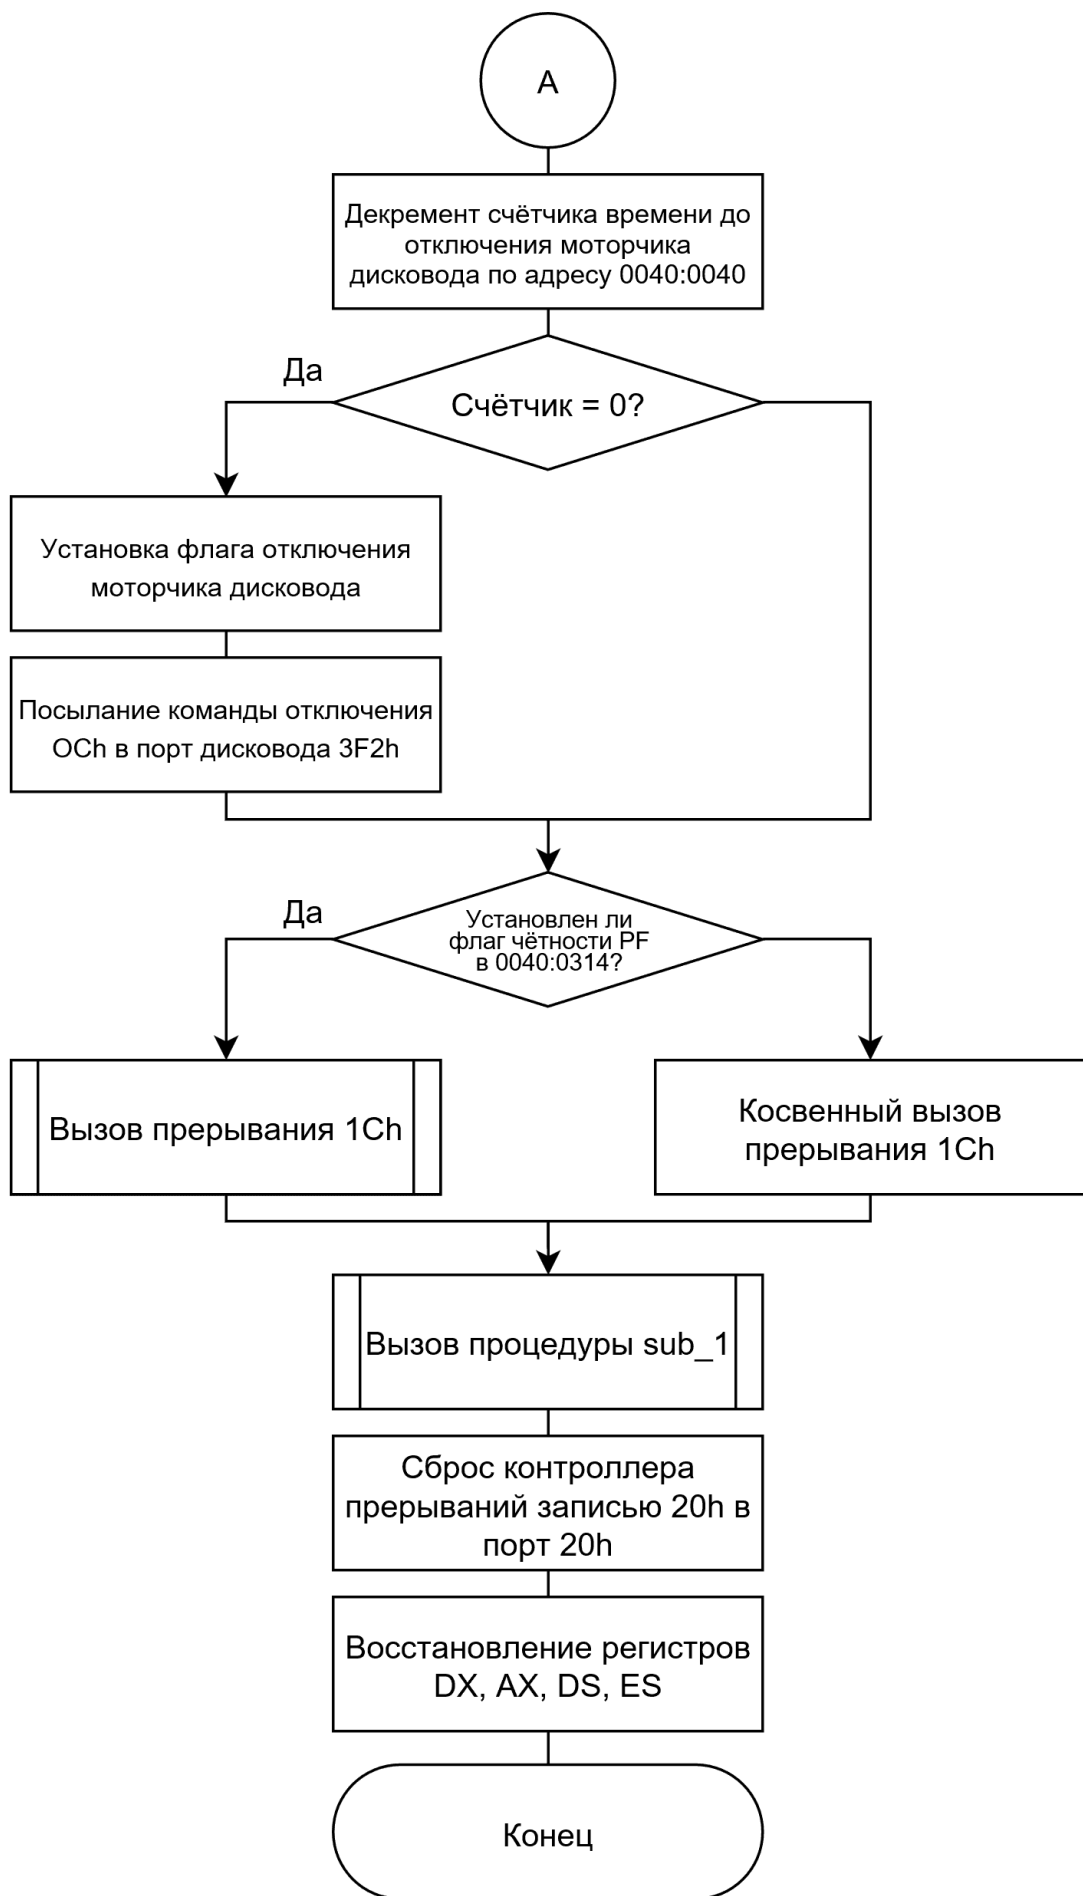 A
Декремент счётчика времени до
отключения моторчика
дисковода по адресу 0040:0040
Да
Счётчик = 0?
Установка флага отключения
моторчика дисковода
Посылание команды отключения
OCh в порт дисковода 3F2h
Да
Установлен ли
флаг чётности PF
в 0040:0314?
Вызов прерывания 1Ch
Косвенный вызов
прерывания 1Ch
Вызов процедуры sub_1
Сброс контроллера
прерываний записью 20h в
порт 20h
Восстановление регистров
DX, AX, DS, ES
Конец